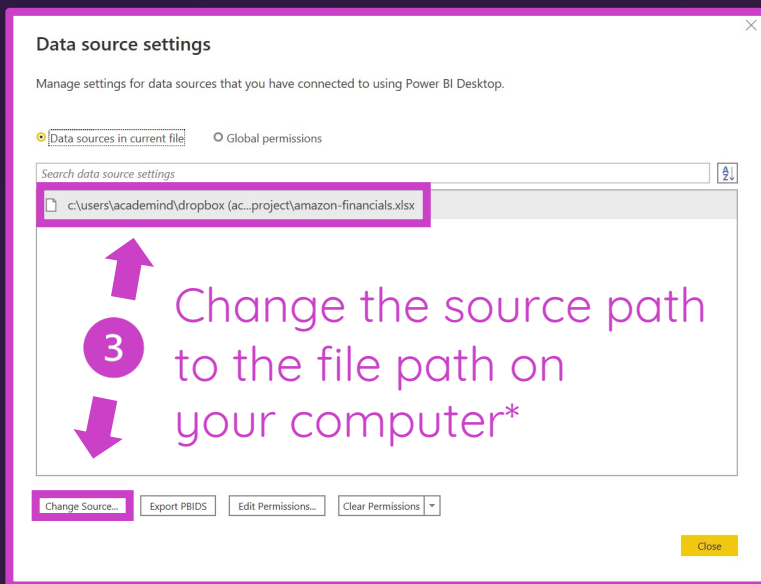 Data source settings
Manage settings for data sources that you have connected to using Power BI Desktop.
Data sources in current file
Global permissions
Search data source settings
A
Z
c:\users\academind\dropbox (ac...project\amazon-financials.xlsx
3
Change the source path
to the file path on
your computer*
Change Source...
Export PBIDS
Edit Permissions...
Clear Permissions
Close